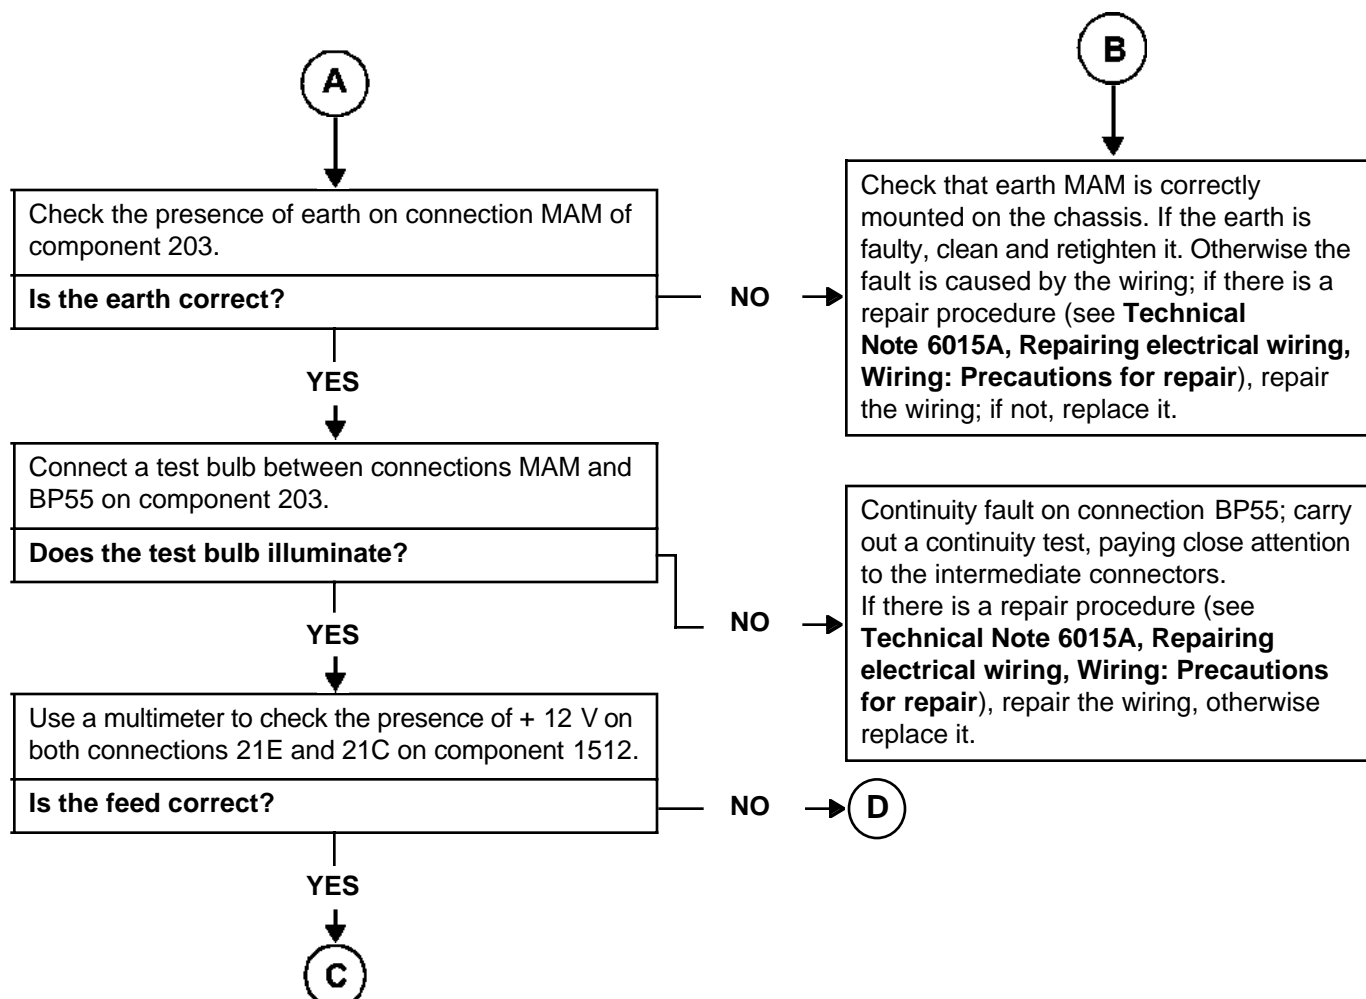 A
Check the presence of earth on connection MAM of
component 203.
Is the earth correct?
NO
YES
B
Check that earth MAM is correctly
mounted on the chassis. If the earth is
faulty, clean and retighten it. Otherwise the
fault is caused by the wiring; if there is a
repair procedure (see Technical
Note 6015A, Repairing electrical wiring,
Wiring: Precautions for repair), repair
the wiring; if not, replace it.
Connect a test bulb between connections MAM and
BP55 on component 203.
Does the test bulb illuminate?
NO
YES
Continuity fault on connection BP55; carry
out a continuity test, paying close attention
to the intermediate connectors.
If there is a repair procedure (see
Technical Note 6015A, Repairing
electrical wiring, Wiring: Precautions
for repair), repair the wiring, otherwise
replace it.
Use a multimeter to check the presence of + 12 V on
both connections 21E and 21C on component 1512.
Is the feed correct?
NO
D
YES
C